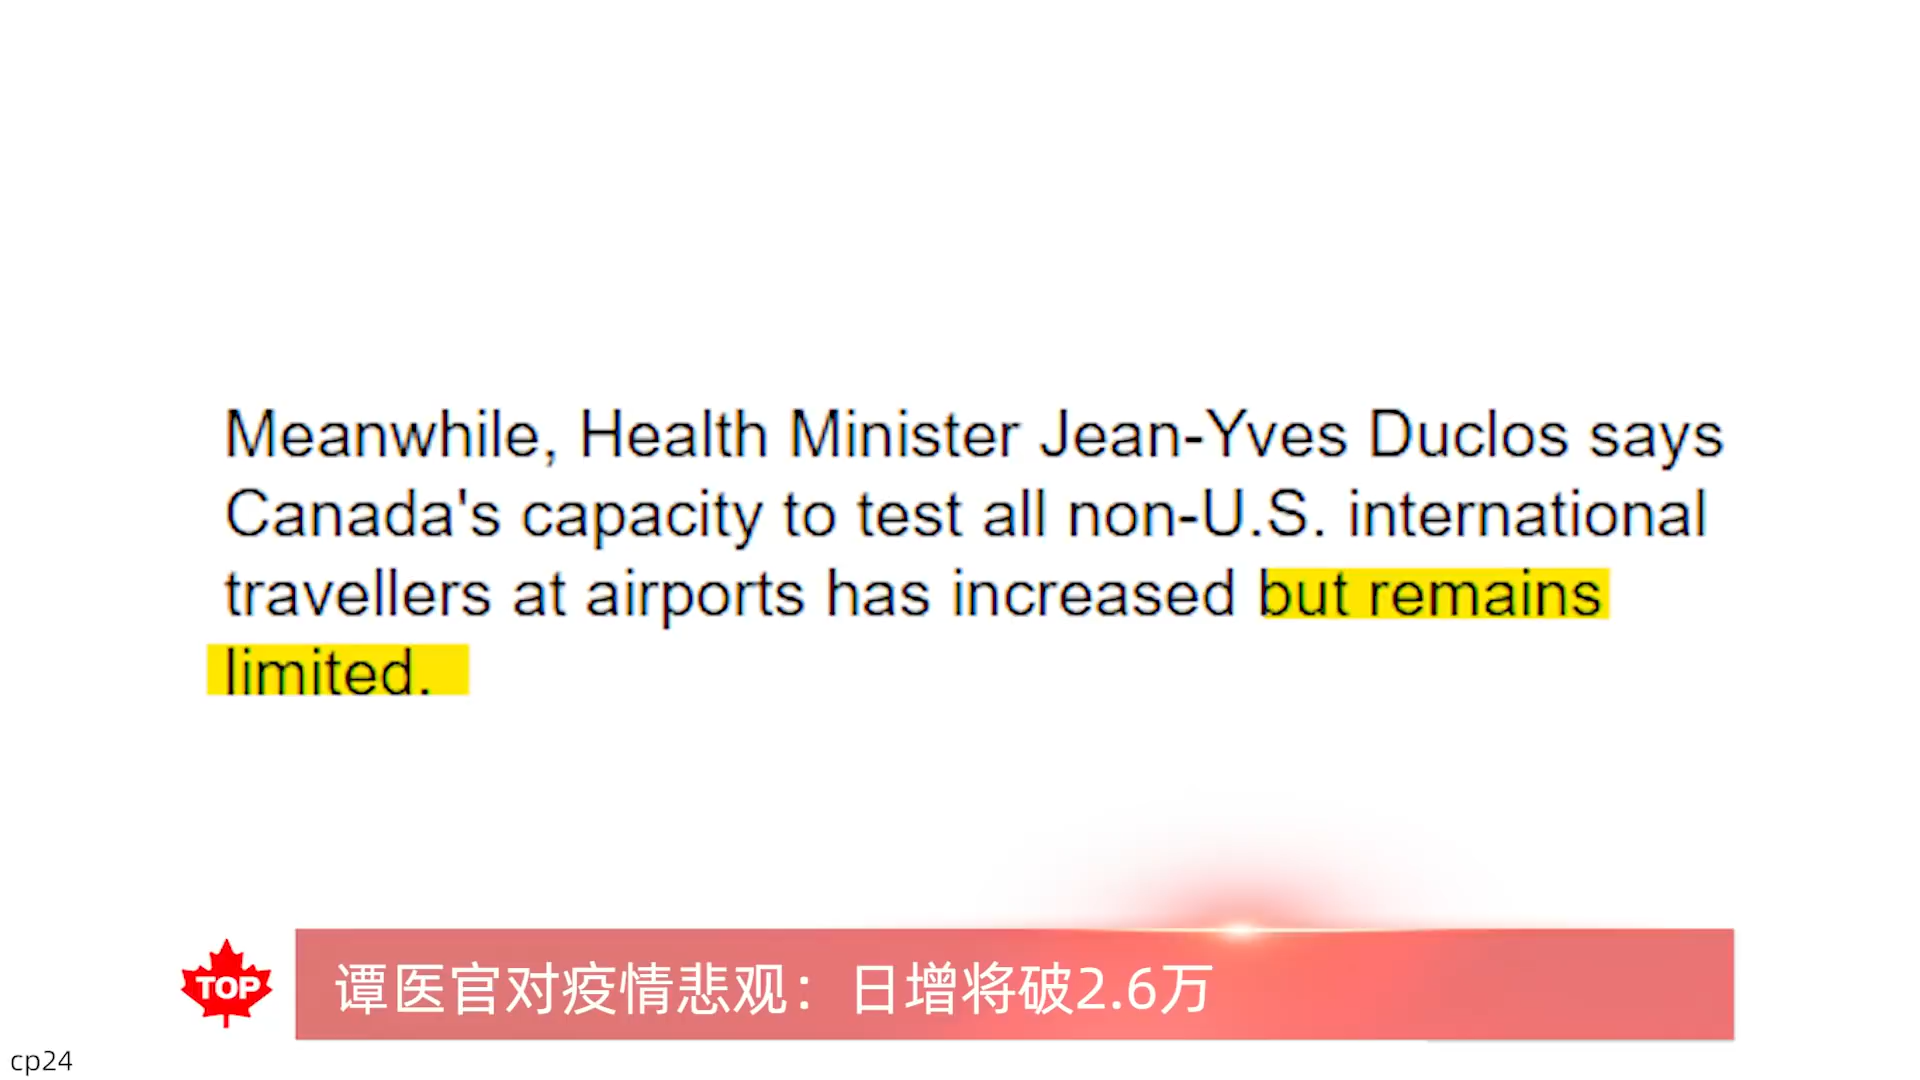 Meanwhile, Health Minister Jean-Yves Duclos says
Canada's capacity to test all non-U.S. international
travellers at airports has increased but remains
limited.
TOP
谭医官对疫情悲观：日增将破2.6万
cp24